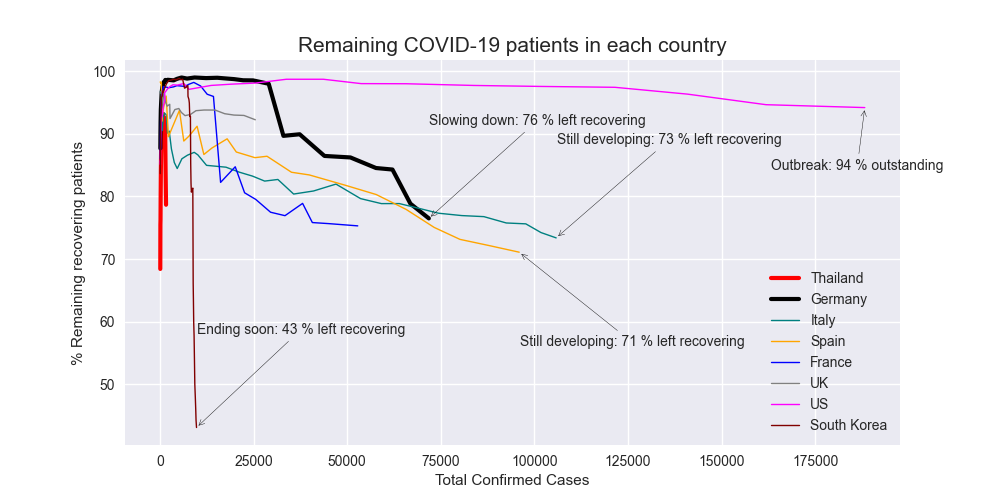 Remaining COVID-19 patients in each country
% Remaining recovering patients
100
90
80
70
60
50
Slowing down: 76 % left recovering
Still developing: 73 % left recovering
Outbreak: 94 % outstanding
Ending soon: 43 % left recovering
Still developing: 71 % left recovering
Thailand
Germany
Italy
Spain
France
UK
US
South Korea
0 25000 50000 75000 100000 125000 150000 175000
Total Confirmed Cases